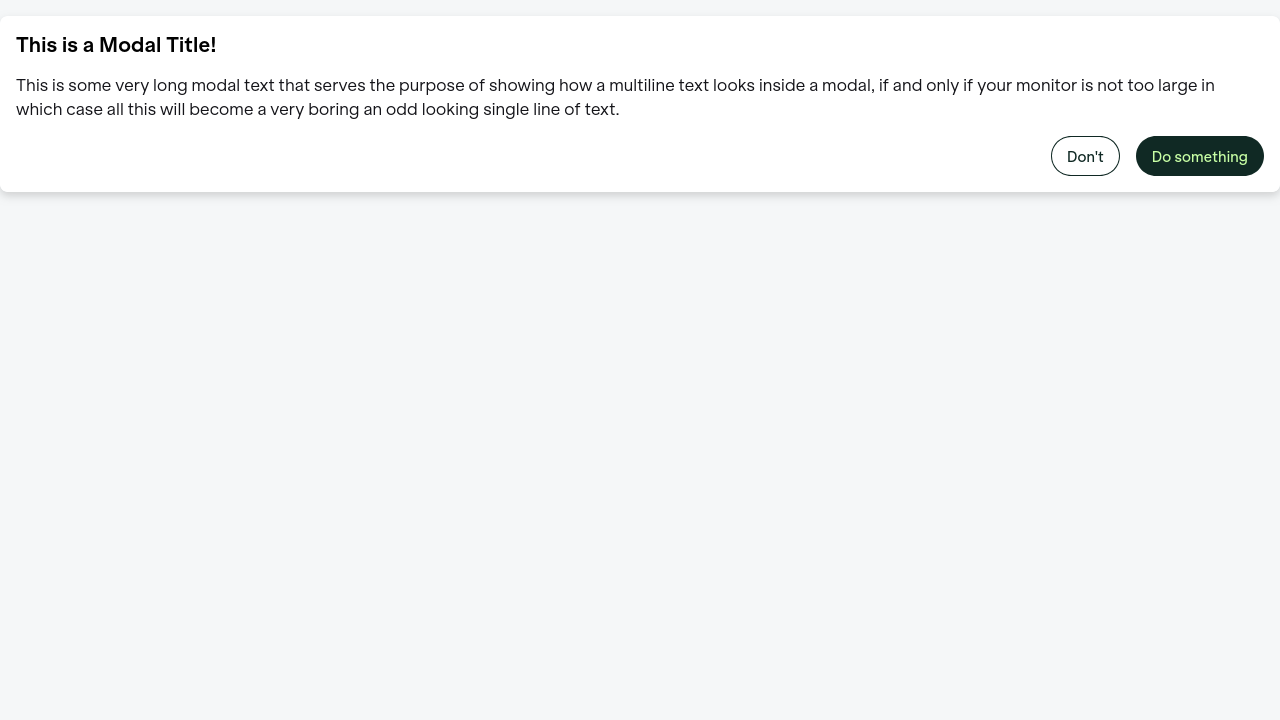 This is a Modal Title!
This is some very long modal text that serves the purpose of showing how a multiline text looks inside a modal, if and only if your monitor is not too large in
which case all this will become a very boring an odd looking single line of text.
Don't
Do something